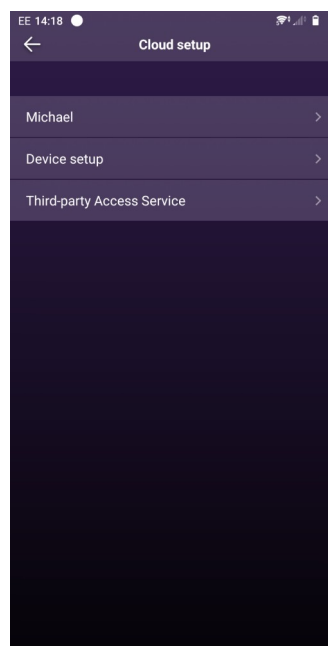 EE 14:18
Cloud setup
Michael
Device setup
Third-party Access Service